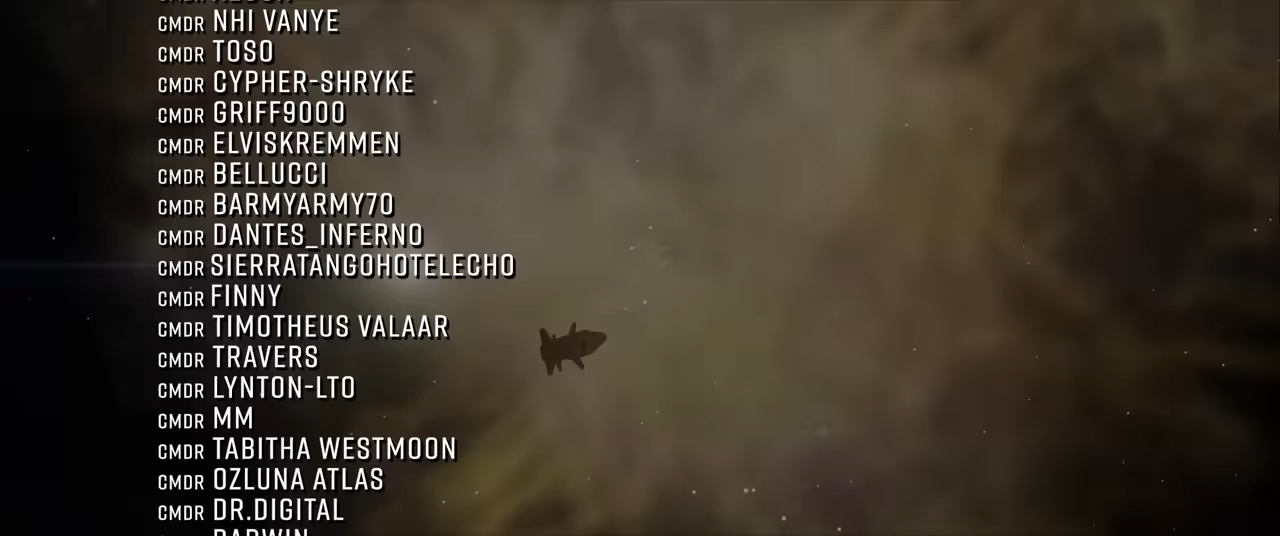 CMDR NHI VANYE
CMDR TOSO
CMDR CYPHER-SHRYKE
CMDR GRIFF9000
CMDR ELVISKREMMEN
CMDR BELLUCCI
CMDR BARMYARMY70
CMDR DANTES_INFERNO
CMDR SIERRATANGOHOTELECHO
CMDR FINNY
CMDR TIMOTHEUS VALAAR
CMDR TRAVERS
CMDR LYNTON-LTO
CMDR MM
CMDR TABITHA WESTMOON
CMDR OZLUNA ATLAS
CMDR DR.DIGITAL